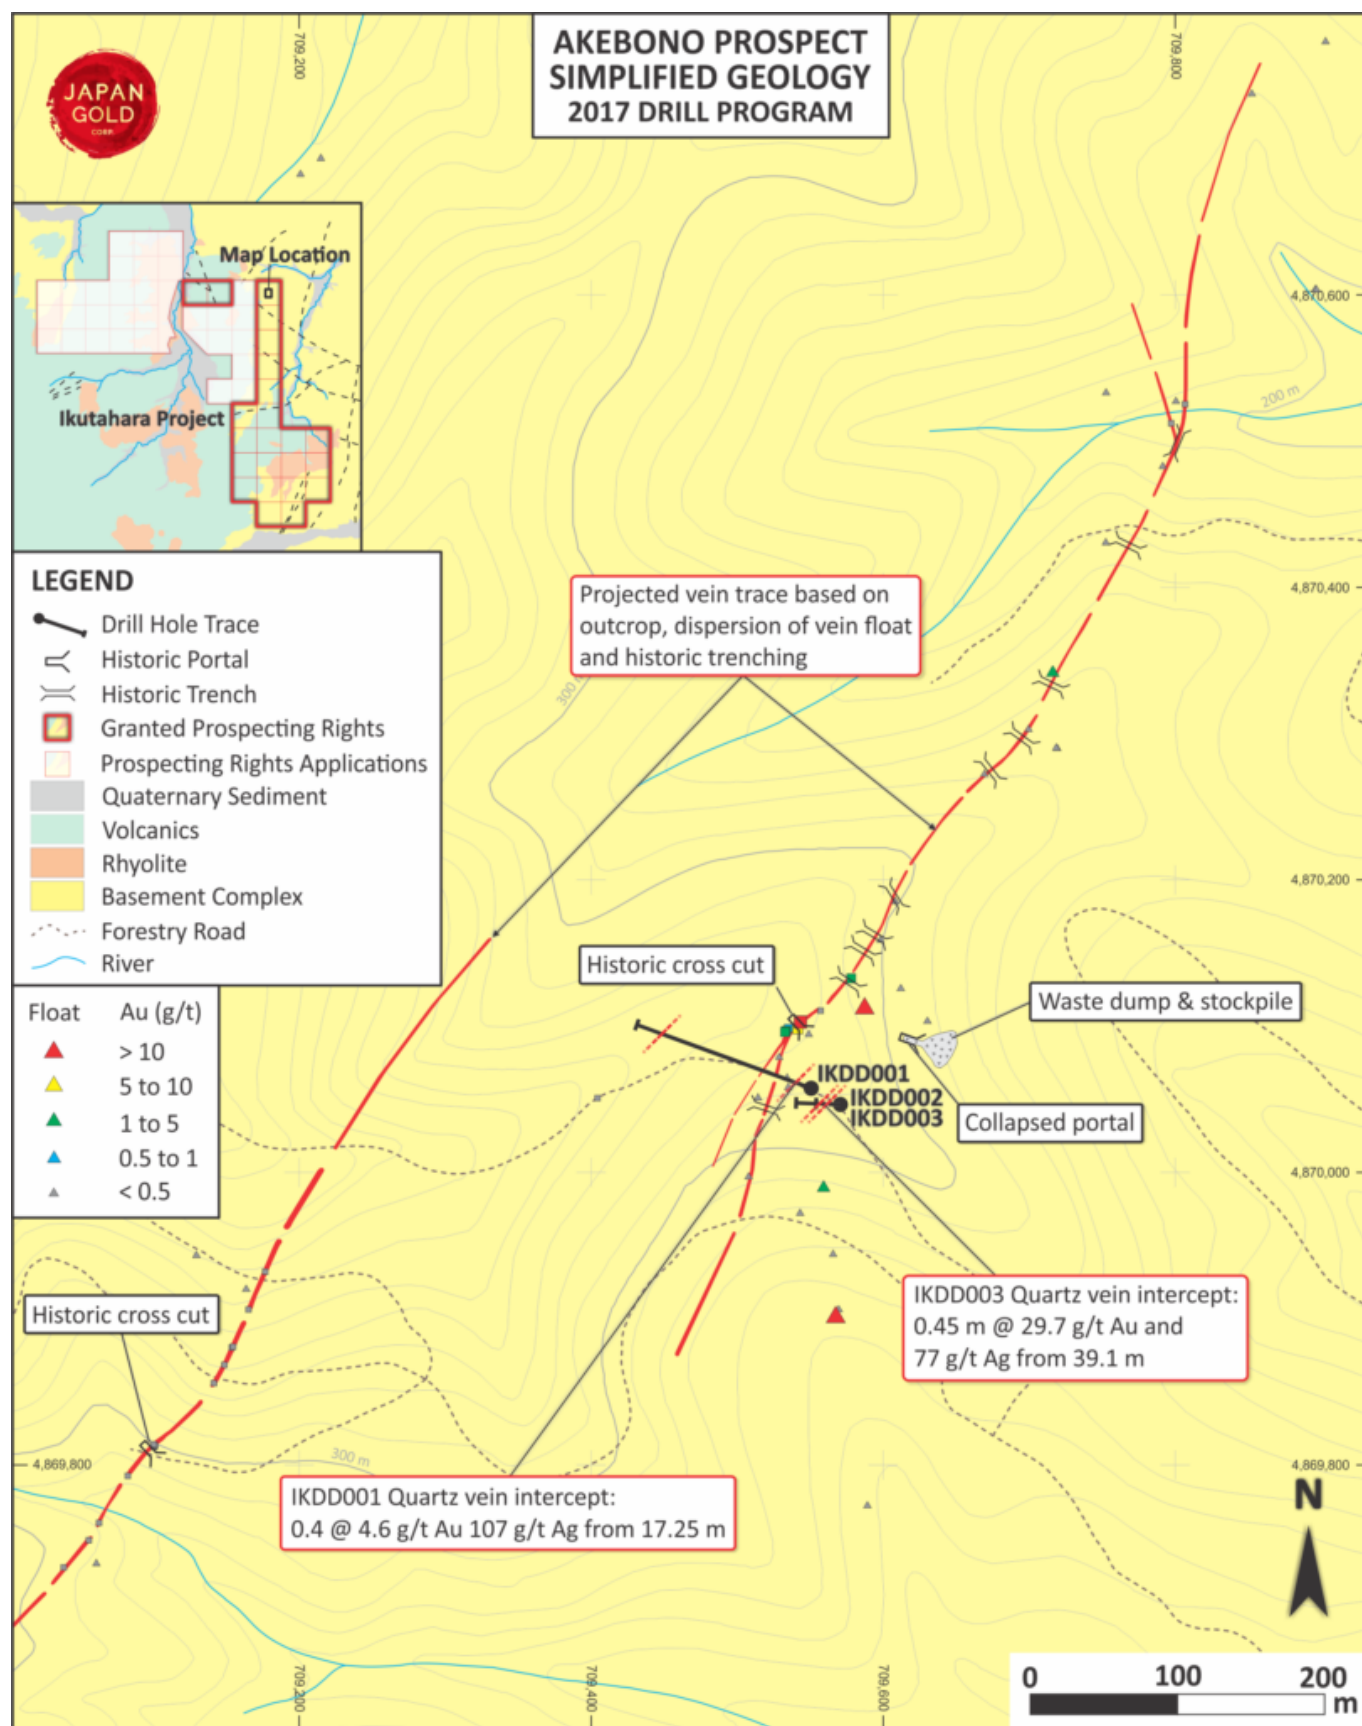 AKEBONO PROSPECT
SIMPLIFIED GEOLOGY
2017 DRILL PROGRAM
JAPAN
GOLD
CORP.
709,200
709,800
Map Location
Ikutahara Project
4,870,600
200 m
LEGEND
Drill Hole Trace
Historic Portal
Historic Trench
Granted Prospecting Rights
Prospecting Rights Applications
Quaternary Sediment
Volcanics
Rhyolite
Basement Complex
Forestry Road
River
Projected vein trace based on
outcrop, dispersion of vein float
and historic trenching
4,870,400
300 m
4,870,200
Float Au (g/t)
> 10
5 to 10
1 to 5
0.5 to 1
< 0.5
Historic cross cut
Waste dump & stockpile
IKDD001
IKDD002
IKDD003
Collapsed portal
4,870,000
Historic cross cut
IKDD003 Quartz vein intercept:
0.45 m @ 29.7 g/t Au and
77 g/t Ag from 39.1 m
4,869,800
300 m
4,869,800
IKDD001 Quartz vein intercept:
0.4 @ 4.6 g/t Au 107 g/t Ag from 17.25 m
N
709,200
709,400
709,600
0 100 200
m